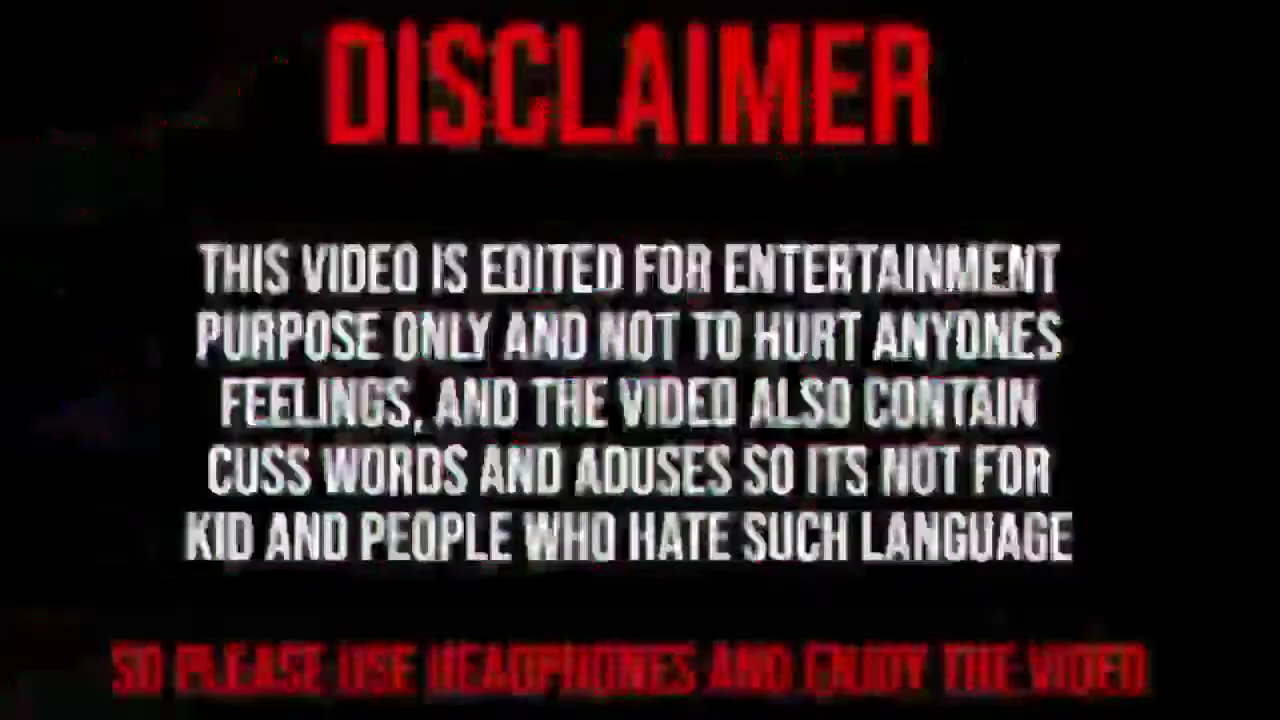 DISCLAIMER
THIS VIDEO IS EDITED FOR ENTERTAINMENT
PURPOSE ONLY AND NOT TO HURT ANYONES
FEELINGS, AND THE VIDEO ALSO CONTAIN
CUSS WORDS AND ADUSES SO ITS NOT FOR
KID AND PEOPLE WHO HATE SUCH LANGUAGE
SO PLEASE USE HEADPHONES AND ENJOY THE VIDEO